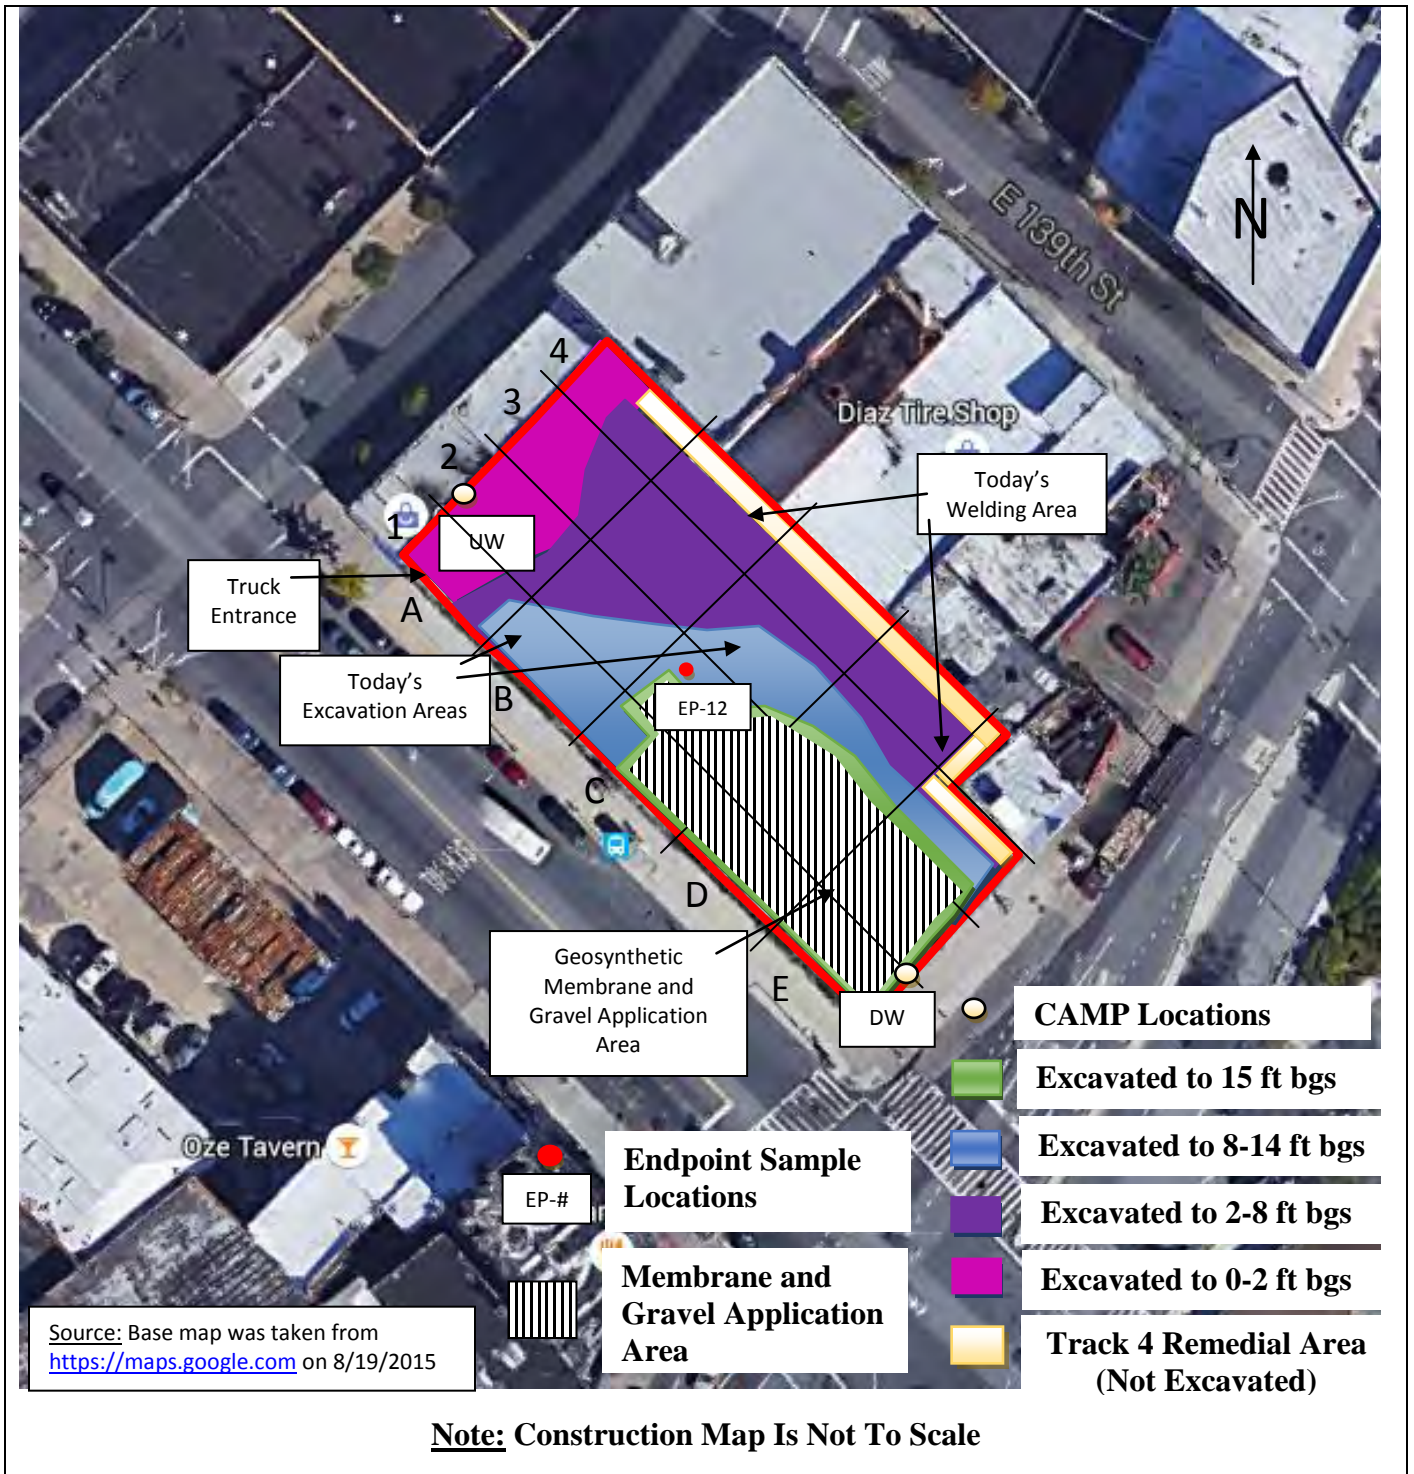 E 139th St
N
4
3
2
1
Diaz Tire Shop
Today's
Welding Area
UW
Truck
Entrance
A
Today's
Excavation Areas
B
EP-12
C
D
Geosynthetic
Membrane and
Gravel Application
Area
E
DW
CAMP Locations
Excavated to 15 ft bgs
Excavated to 8-14 ft bgs
Excavated to 2-8 ft bgs
Excavated to 0-2 ft bgs
Track 4 Remedial Area
(Not Excavated)
Oze Tavern
Endpoint Sample
Locations
EP-#
Membrane and
Gravel Application
Area
Source: Base map was taken from
https://maps.google.com on 8/19/2015
Note: Construction Map Is Not To Scale